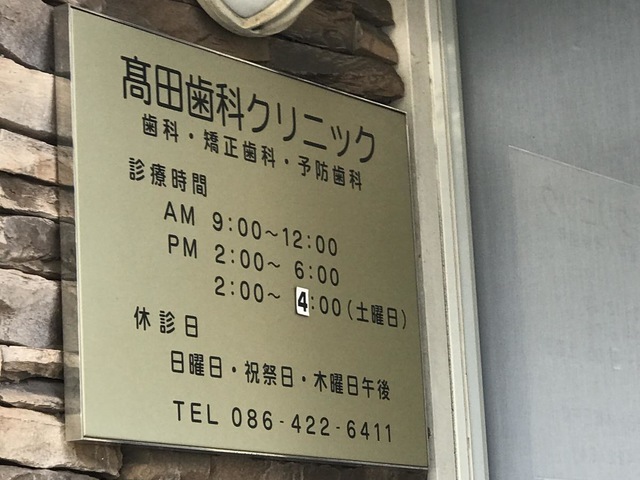 髙田歯科クリニック
歯科・矯正歯科・予防歯科
診療時間
AM 9:00～12:00
PM 2:00～ 6:00
2:00～ 4:00(土曜日)
休診日
日曜日・祝祭日・木曜日午後
TEL 086-422-6411